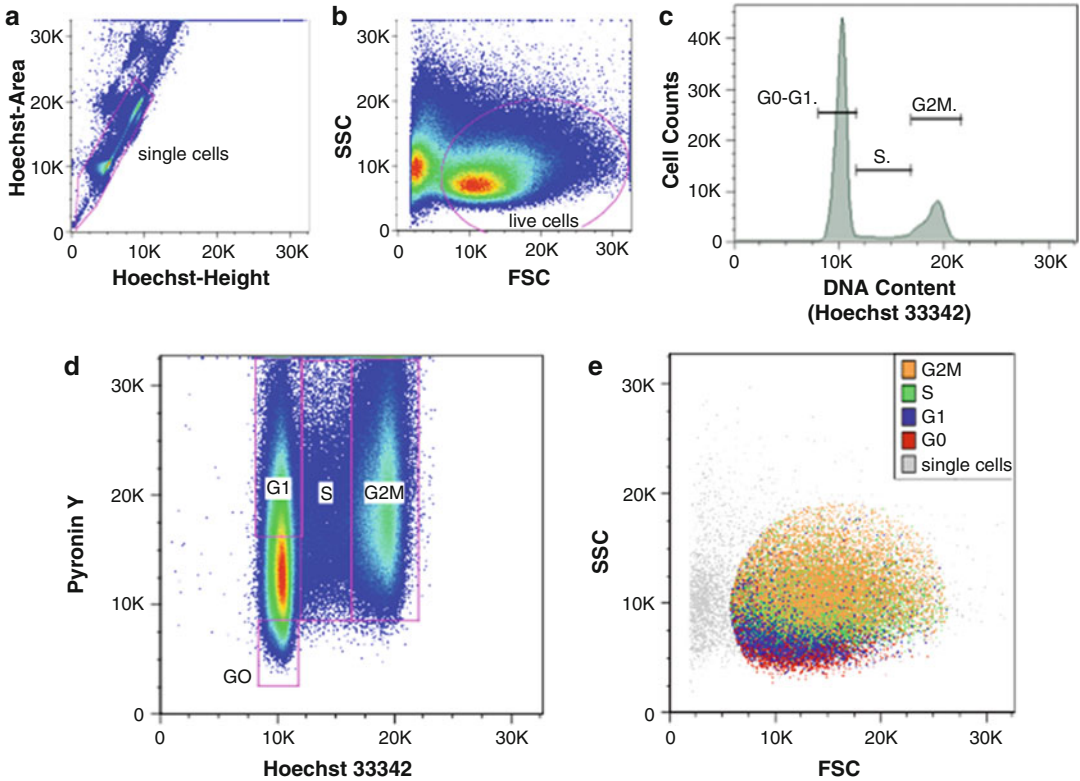 a
30K
20K
10K
0
Hoechst-Area
single cells
0 10K 20K 30K
Hoechst-Height
b
30K
20K
10K
0
SSC
live cells
0 10K 20K 30K
FSC
c
40K
30K
20K
10K
0
Cell Counts
G0-G1.
S.
G2M.
0 10K 20K 30K
DNA Content
(Hoechst 33342)
d
30K
20K
10K
0
Pyronin Y
G1
S
G2M
GO
0 10K 20K 30K
Hoechst 33342
e
30K
20K
10K
0
SSC
G2M
S
G1
G0
single cells
0 10K 20K 30K
FSC